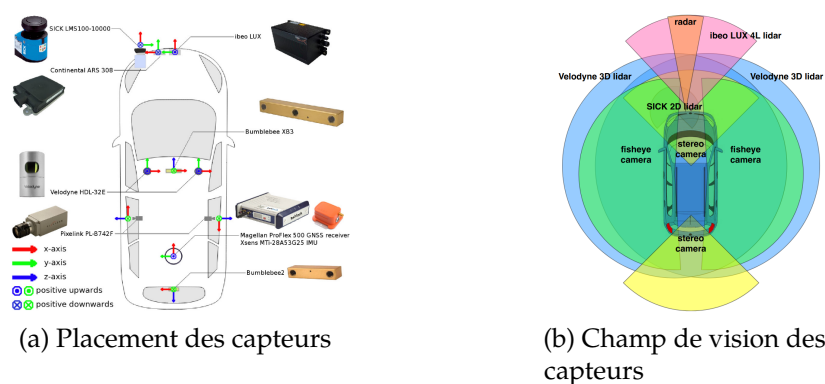 SICK LMS100-10000
ibeo LUX
Continental ARS 308
Bumblebee XB3
Velodyne HDL-32E
Pixelink PL-B742F
Magellan ProFlex 500 GNSS receiver
Xsens MTi-28A53G25 IMU
x-axis
y-axis
z-axis
Bumblebee2
positive upwards
positive downwards
(a) Placement des capteurs
radar
ibeo LUX 4L lidar
Velodyne 3D lidar
Velodyne 3D lidar
SICK 2D lidar
stereo
camera
fisheye
camera
fisheye
camera
stereo
camera
(b) Champ de vision des
capteurs